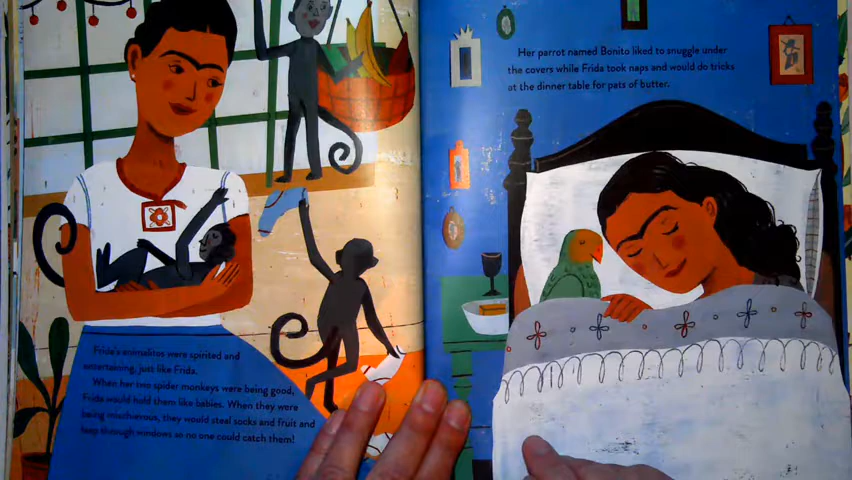 Frida's animalitos were spirited and
entertaining, just like Frida.
When her two spider monkeys were being good,
Frida would hold them like babies. When they were
being mischievous, they would steal socks and fruit and
leap through windows so no one could catch them!
Her parrot named Bonito liked to snuggle under
the covers while Frida took naps and would do tricks
at the dinner table for pats of butter.